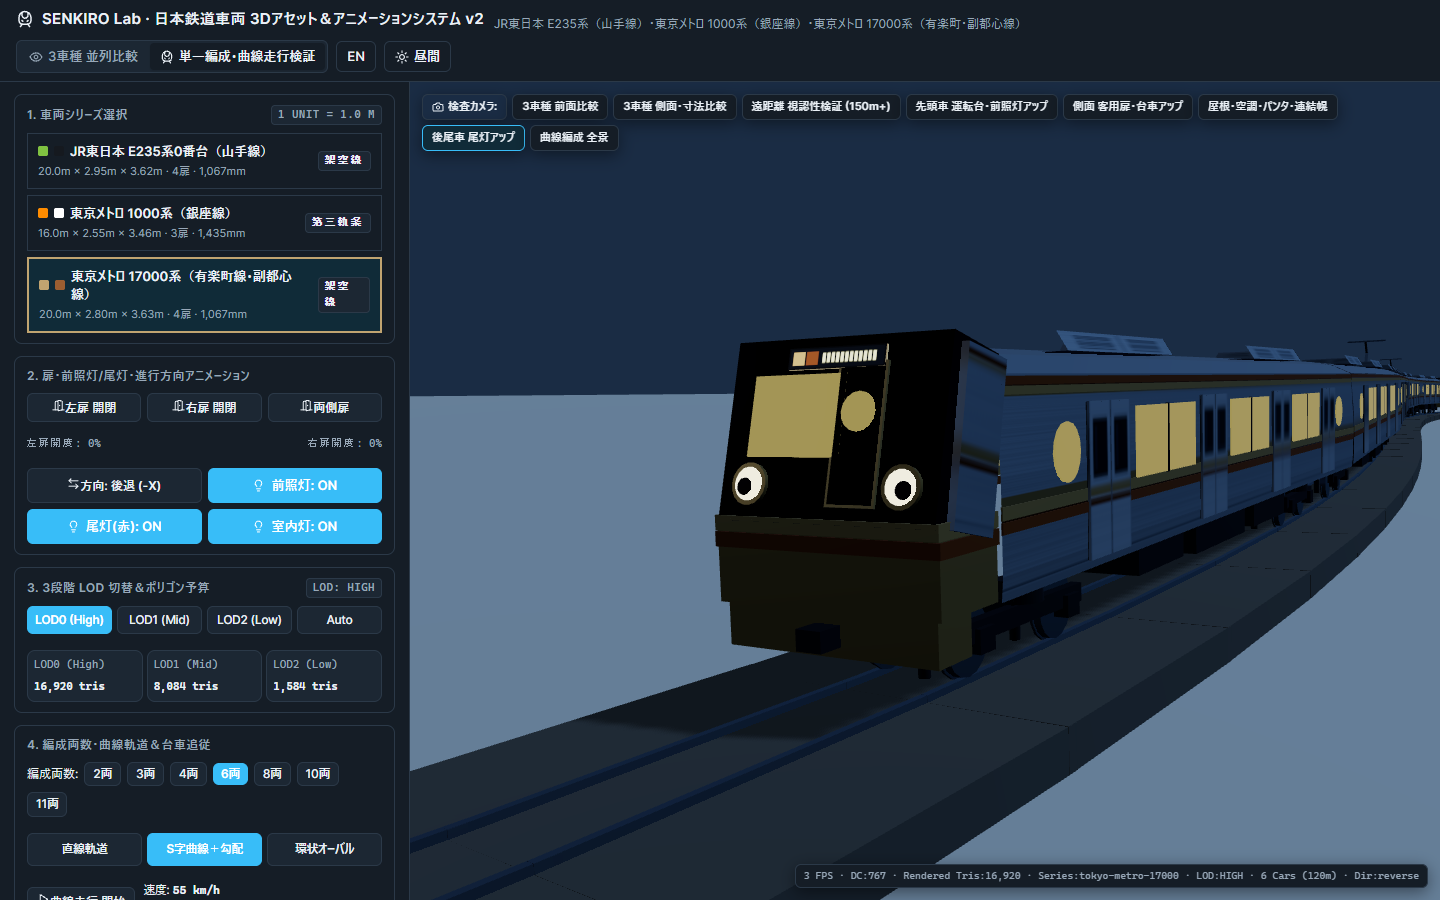 SENKIRO Lab · 日本鉄道車両 3Dアセット＆アニメーションシステム v2
JR東日本 E235系（山手線）・東京メトロ 1000系（銀座線）・東京メトロ 17000系（有楽町・副都心線）
3車種 並列比較
単一編成・曲線走行検証
EN
昼間
1. 車両シリーズ選択
1 UNIT = 1.0 M
JR東日本 E235系0番台（山手線）
20.0m × 2.95m × 3.62m · 4扉 · 1,067mm
架空線
東京メトロ 1000系（銀座線）
16.0m × 2.55m × 3.46m · 3扉 · 1,435mm
第三軌条
東京メトロ 17000系（有楽町線・副都心
線）
20.0m × 2.80m × 3.63m · 4扉 · 1,067mm
架空
線
2. 扉・前照灯/尾灯・進行方向アニメーション
左扉 開閉
右扉 開閉
両側扉
左扉開度: 0%
右扉開度: 0%
方向: 後退 (-X)
前照灯: ON
尾灯(赤): ON
室内灯: ON
3. 3段階 LOD 切替＆ポリゴン予算
LOD: HIGH
LOD0 (High)
LOD1 (Mid)
LOD2 (Low)
Auto
LOD0 (High)
16,920 tris
LOD1 (Mid)
8,084 tris
LOD2 (Low)
1,584 tris
4. 編成両数・曲線軌道＆台車追従
編成両数:
2両
3両
4両
6両
8両
10両
11両
直線軌道
S字曲線＋勾配
環状オーバル
曲線走行 開始
速度: 55 km/h
検査カメラ:
3車種 前面比較
3車種 側面・寸法比較
遠距離 視認性検証 (150m+)
先頭車 運転台・前照灯アップ
側面 客用扉・台車アップ
屋根・空調・パンタ・連結幌
後尾車 尾灯アップ
曲線編成 全景
3 FPS · DC:767 · Rendered Tris:16,920 · Series:tokyo-metro-17000 · LOD:HIGH · 6 Cars (120m) · Dir:reverse